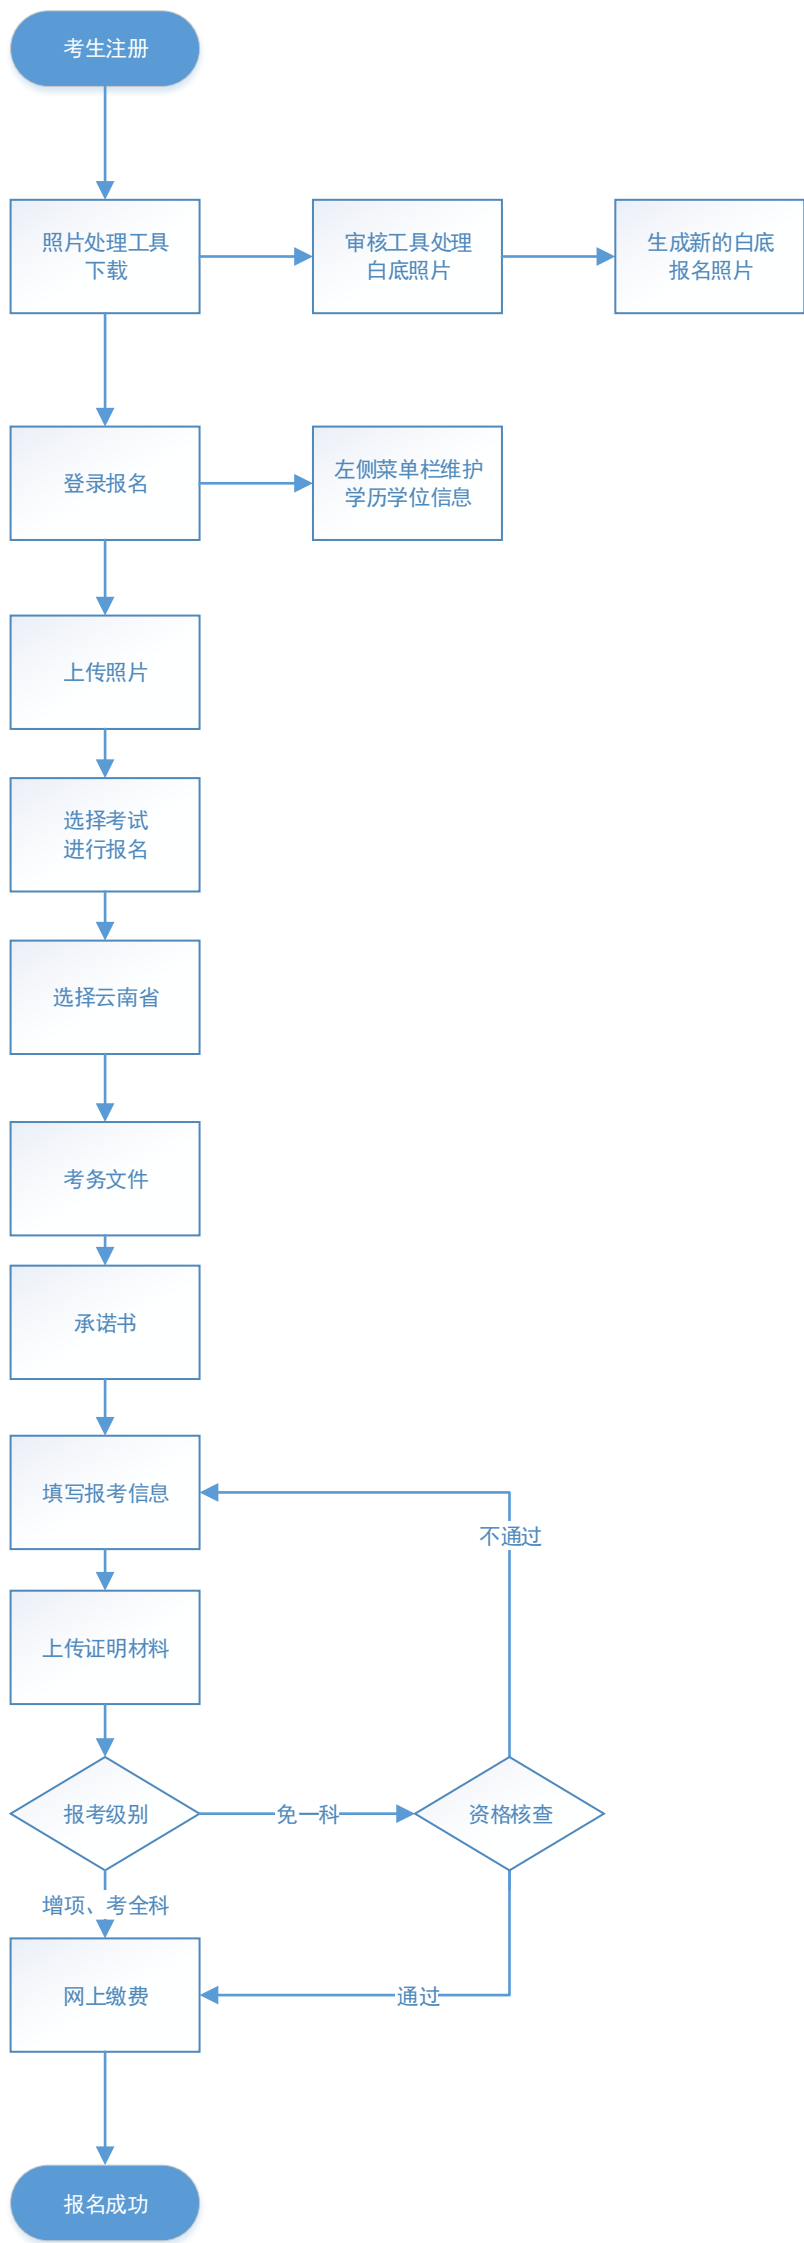 考生注册
照片处理工具
下载
审核工具处理
白底照片
生成新的白底
报名照片
登录报名
左侧菜单栏维护
学历学位信息
上传照片
选择考试
进行报名
选择云南省
考务文件
承诺书
填写报考信息
不通过
上传证明材料
报考级别
免一科
资格核查
增项、考全科
网上缴费
通过
报名成功